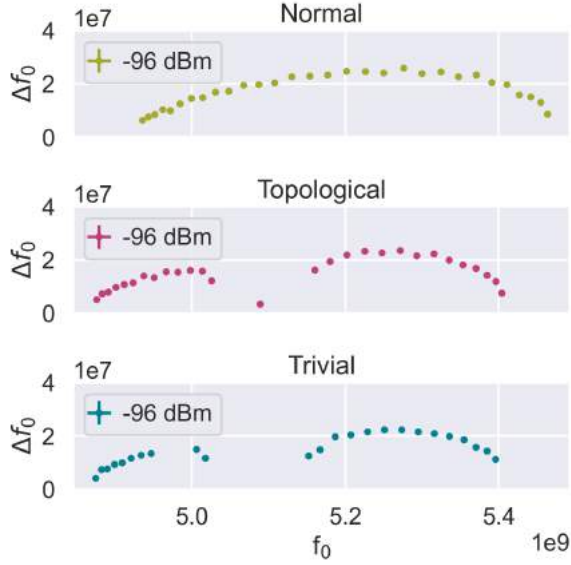 Normal
1e7
4
2
0
Δf₀
-96 dBm
Topological
1e7
4
2
0
Δf₀
-96 dBm
Trivial
1e7
4
2
0
Δf₀
-96 dBm
5.0 5.2 5.4
f₀
1e9